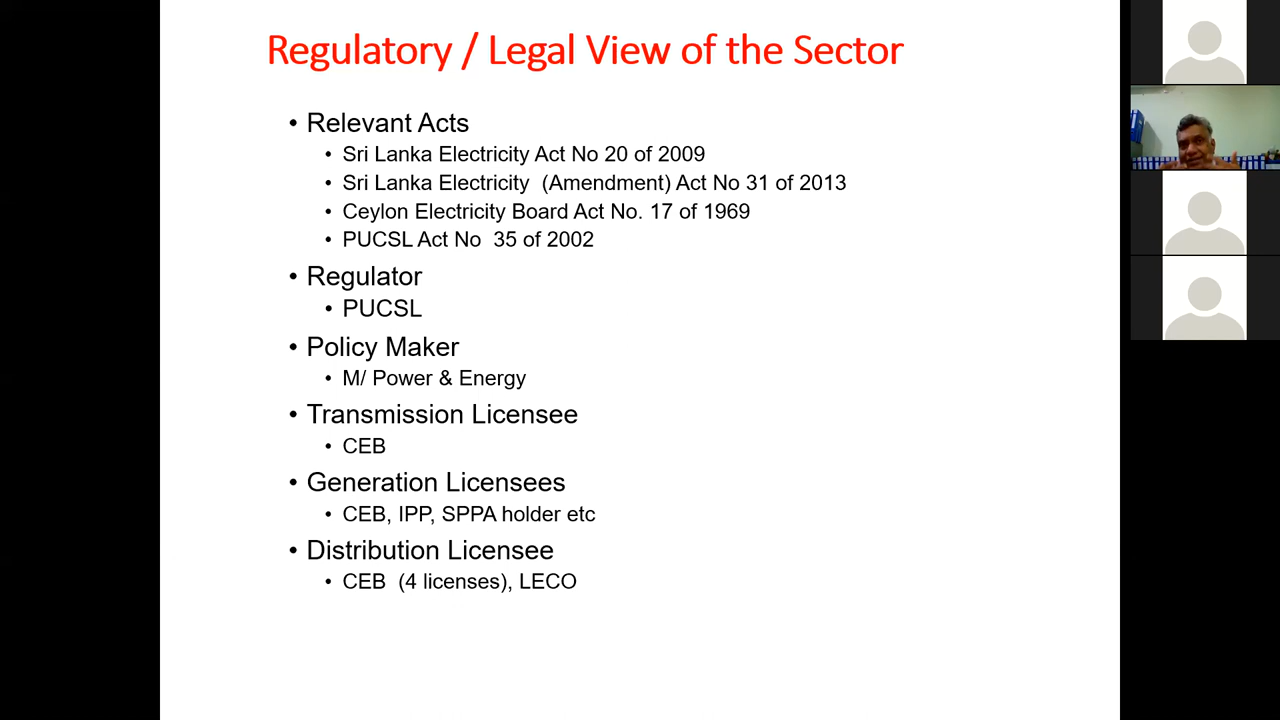 Regulatory / Legal View of the Sector
• Relevant Acts
• Sri Lanka Electricity Act No 20 of 2009
• Sri Lanka Electricity (Amendment) Act No 31 of 2013
• Ceylon Electricity Board Act No. 17 of 1969
• PUCSL Act No 35 of 2002
• Regulator
• PUCSL
• Policy Maker
• M/ Power & Energy
• Transmission Licensee
• CEB
• Generation Licensees
• CEB, IPP, SPPA holder etc
• Distribution Licensee
• CEB (4 licenses), LECO